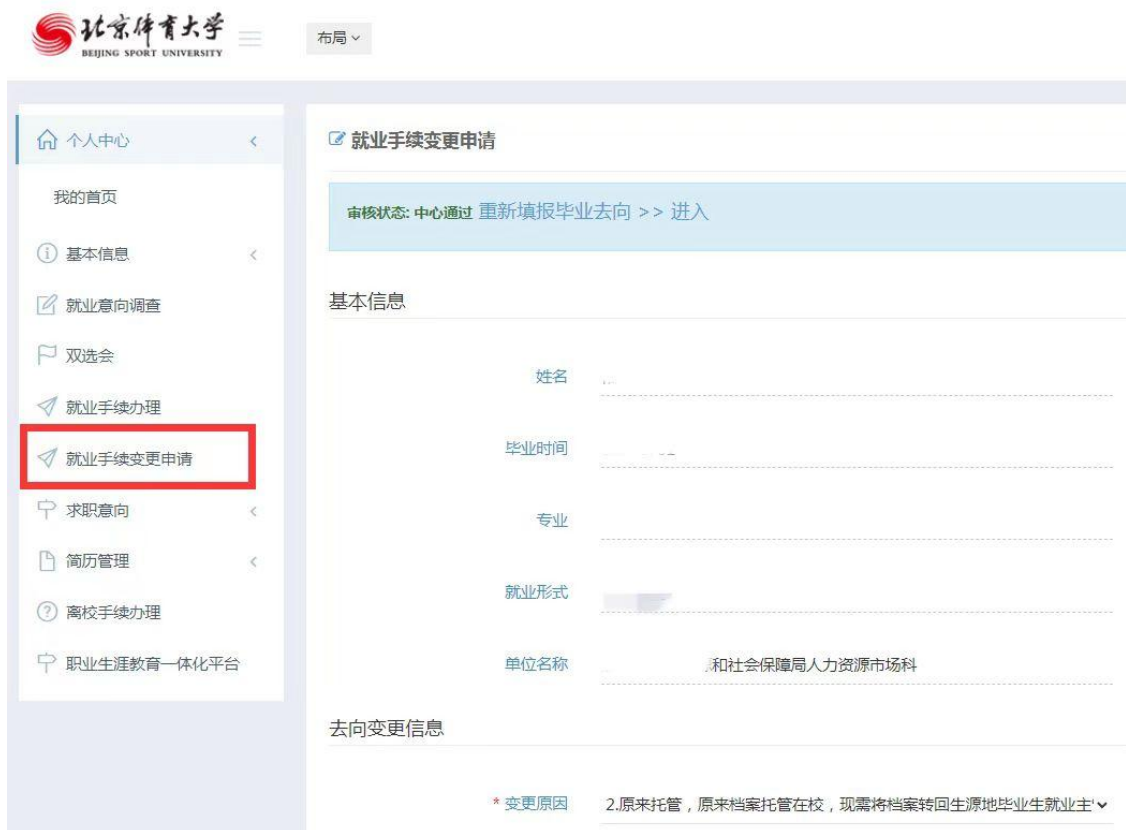 北京体育大学
BEIJING SPORT UNIVERSITY
布局
个人中心
我的首页
基本信息
就业意向调查
双选会
就业手续办理
就业手续变更申请
求职意向
简历管理
离校手续办理
职业生涯教育一体化平台
就业手续变更申请
审核状态: 中心通过 重新填报毕业去向 >> 进入
基本信息
姓名
毕业时间
专业
就业形式
单位名称 和社会保障局人力资源市场科
去向变更信息
* 变更原因 2.原来托管，原来档案托管在校，现需将档案转回生源地毕业生就业主